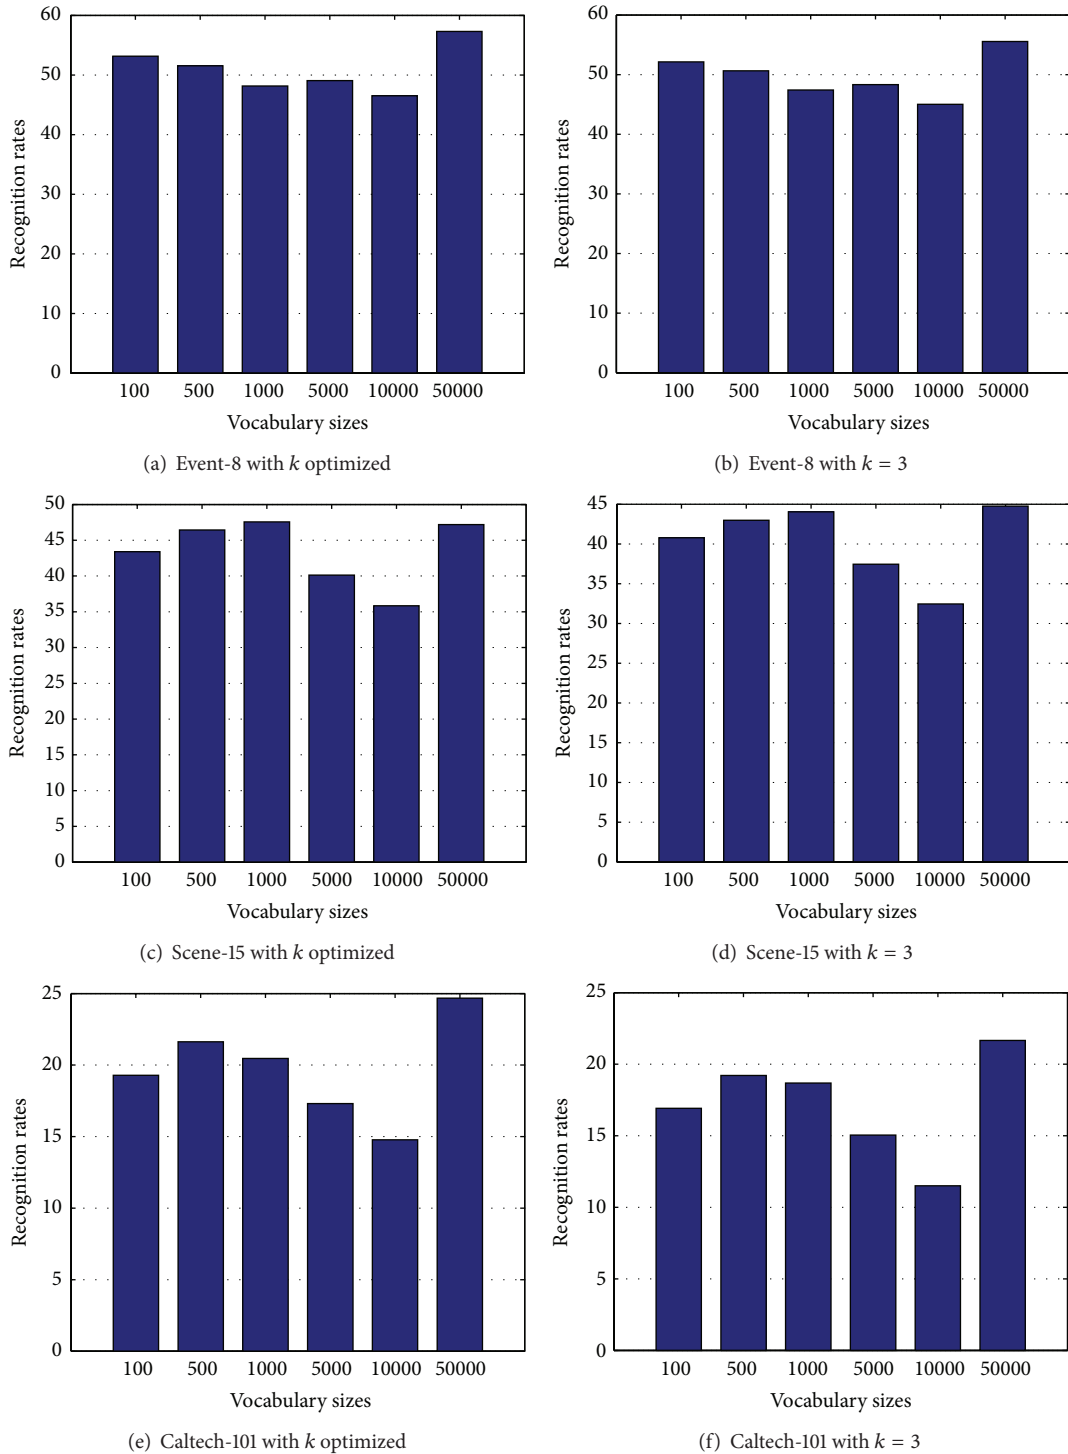 60
50
40
30
20
10
0
Recognition rates
100 500 1000 5000 10000 50000
Vocabulary sizes
(a) Event-8 with k optimized
60
50
40
30
20
10
0
Recognition rates
100 500 1000 5000 10000 50000
Vocabulary sizes
(b) Event-8 with k = 3
50
45
40
35
30
25
20
15
10
5
0
Recognition rates
100 500 1000 5000 10000 50000
Vocabulary sizes
(c) Scene-15 with k optimized
45
40
35
30
25
20
15
10
5
0
Recognition rates
100 500 1000 5000 10000 50000
Vocabulary sizes
(d) Scene-15 with k = 3
25
20
15
10
5
0
Recognition rates
100 500 1000 5000 10000 50000
Vocabulary sizes
(e) Caltech-101 with k optimized
25
20
15
10
5
0
Recognition rates
100 500 1000 5000 10000 50000
Vocabulary sizes
(f) Caltech-101 with k = 3